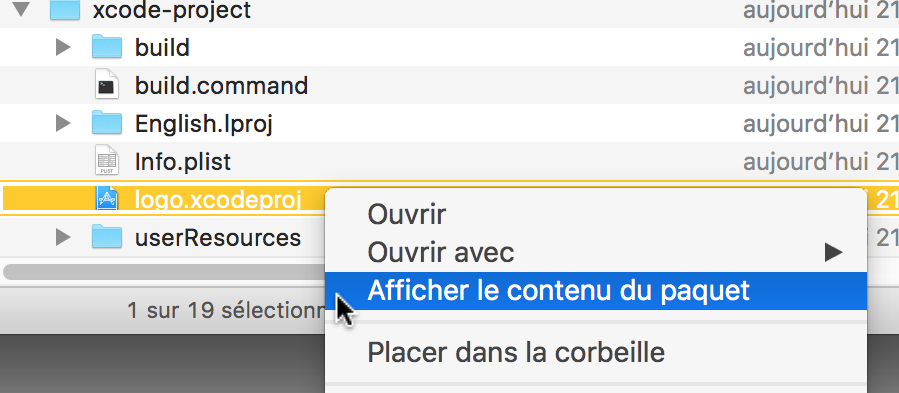 xcode-project aujourd’hui 21
build aujourd’hui 21
build.command aujourd’hui 21
English.lproj aujourd’hui 21
Info.plist aujourd’hui 21
logo.xcodeproj 21
userResources 21
Ouvrir
Ouvrir avec
Afficher le contenu du paquet
1 sur 19 sélectionn
Placer dans la corbeille